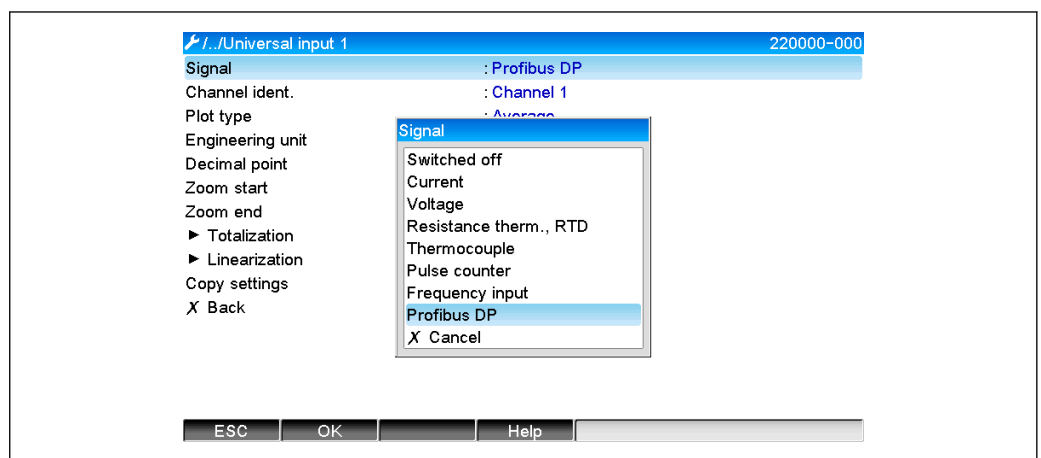 /../Universal input 1 220000-000
Signal : Profibus DP
Channel ident. : Channel 1
Plot type : Average
Engineering unit
Decimal point
Zoom start
Zoom end
► Totalization
► Linearization
Copy settings
X Back
Signal
Switched off
Current
Voltage
Resistance therm., RTD
Thermocouple
Pulse counter
Frequency input
Profibus DP
X Cancel
ESC OK Help